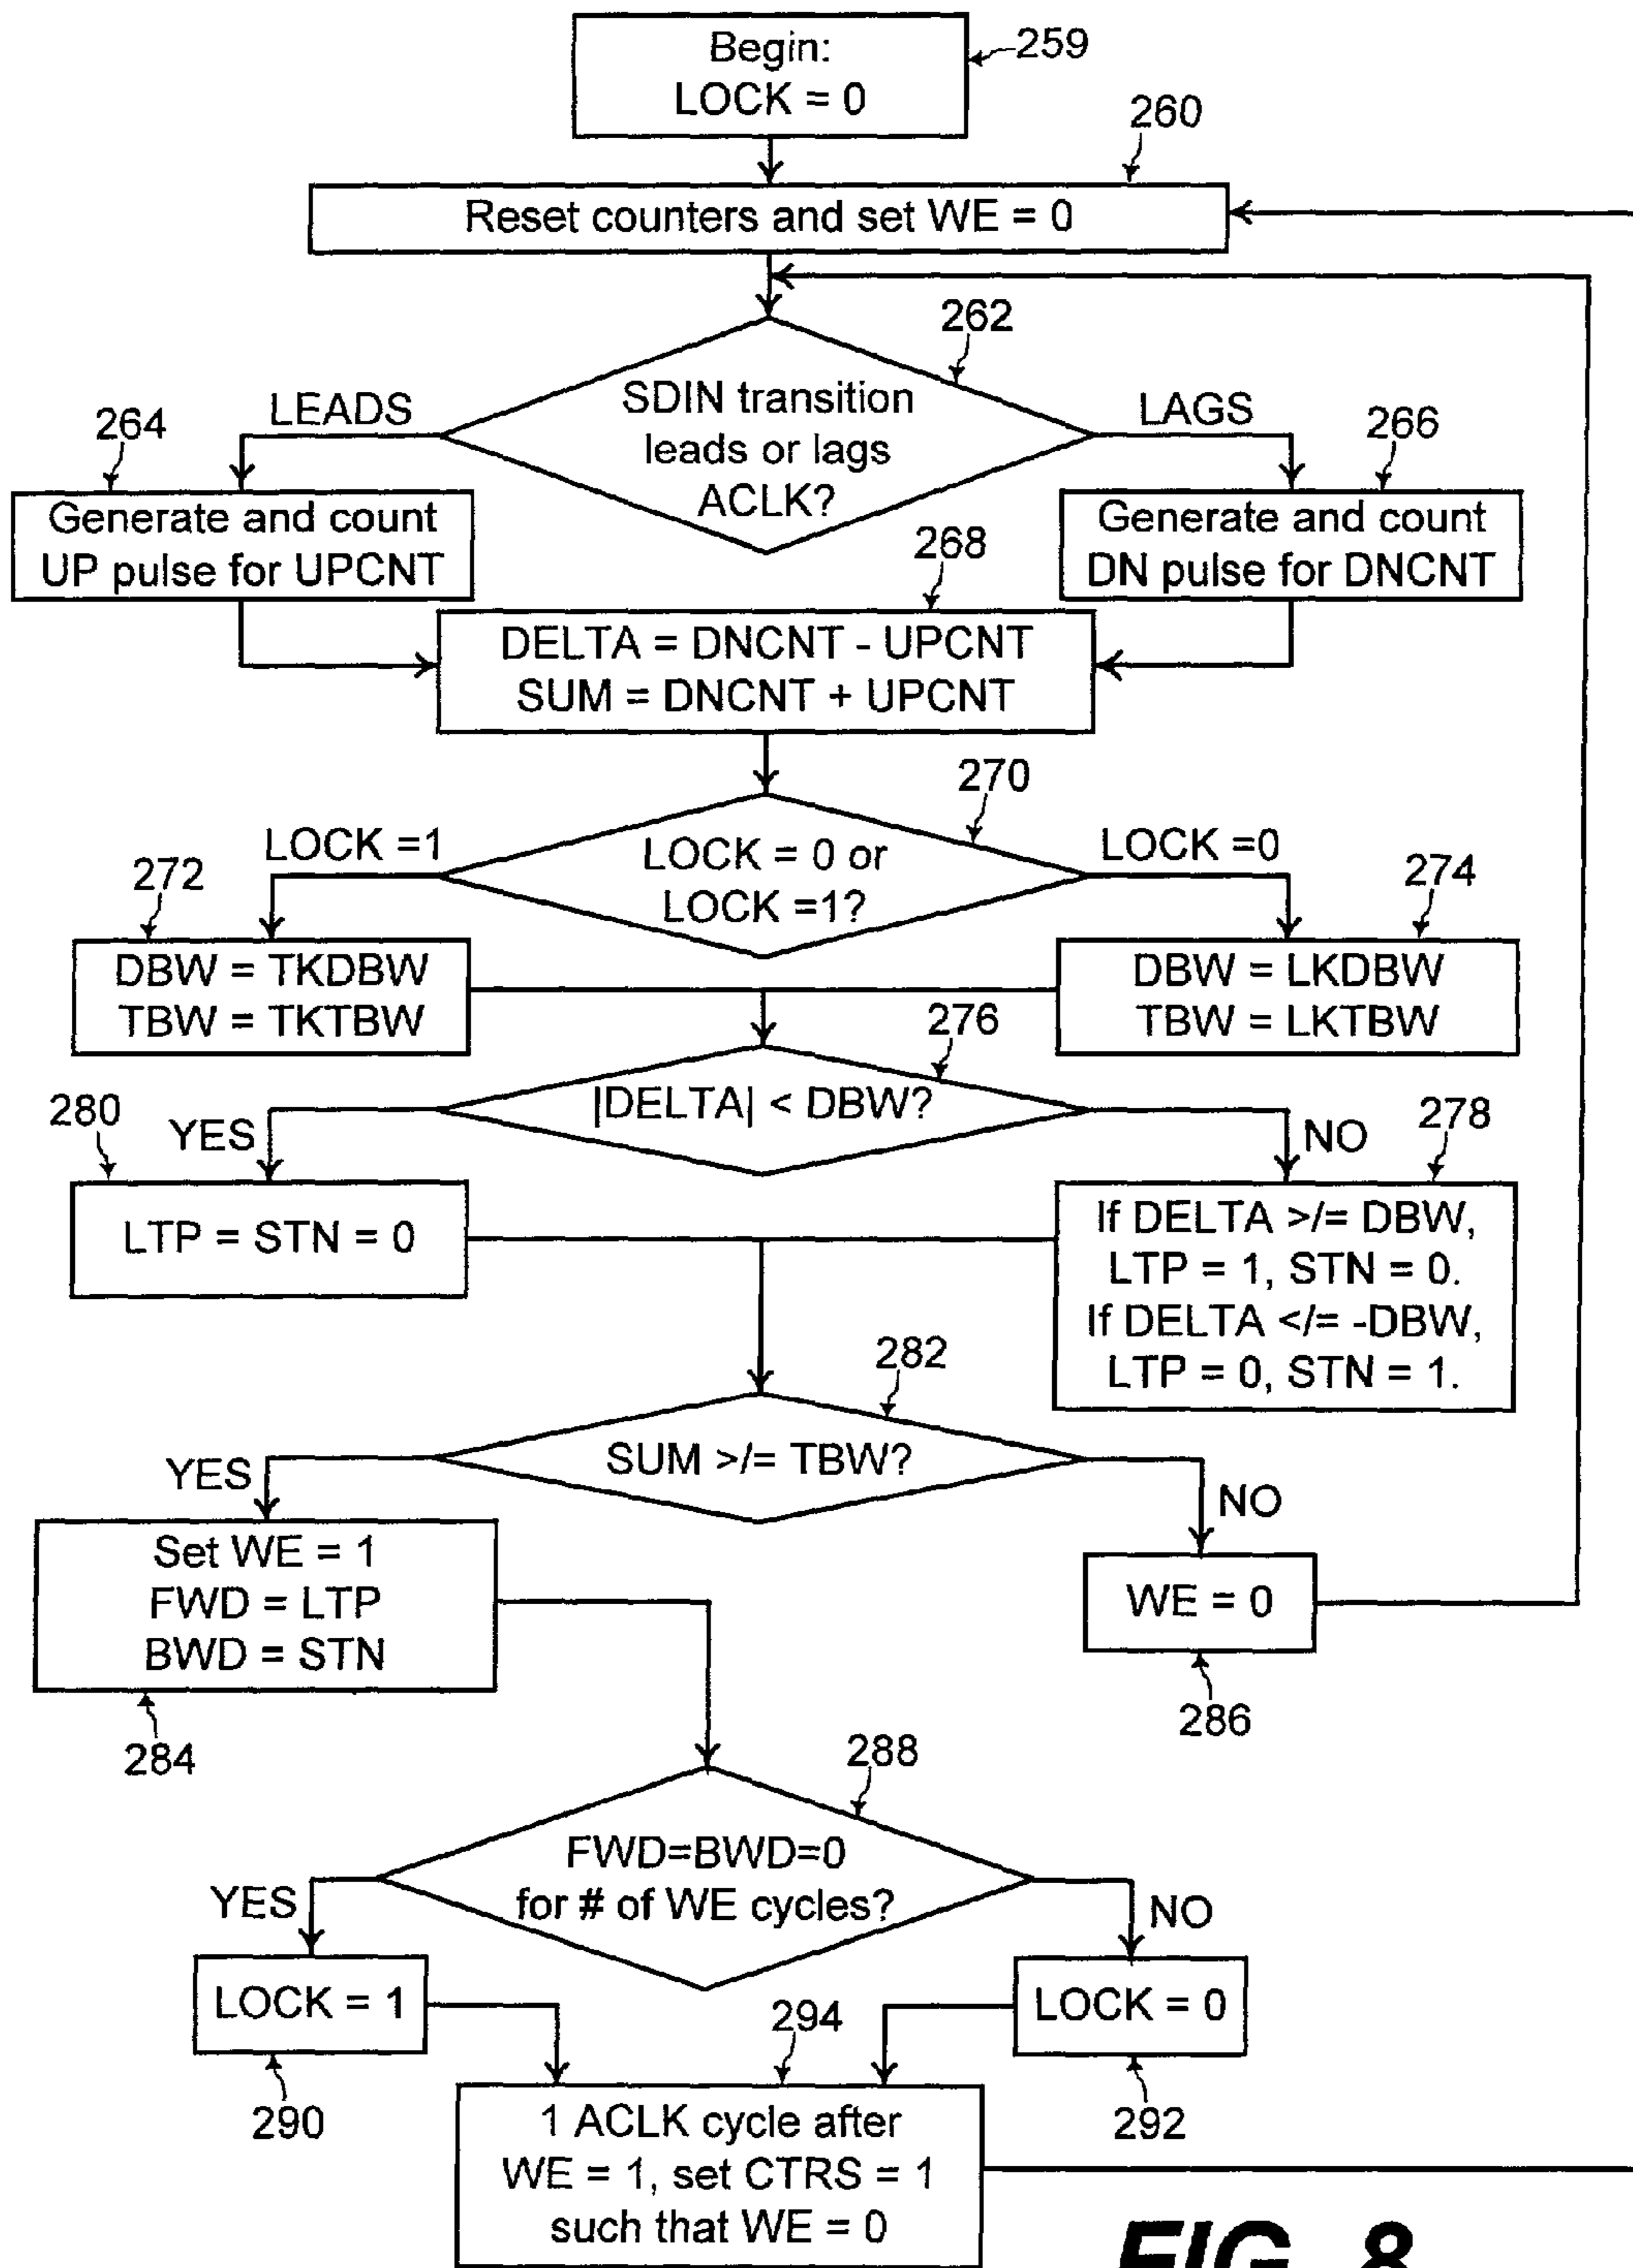 Begin:
LOCK = 0
259
260
Reset counters and set WE = 0
262
SDIN transition
leads or lags
ACLK?
LEADS
LAGS
264
266
Generate and count
UP pulse for UPCNT
Generate and count
DN pulse for DNCNT
268
DELTA = DNCNT - UPCNT
SUM = DNCNT + UPCNT
270
LOCK = 0 or
LOCK =1?
LOCK =1
LOCK =0
272
274
DBW = TKDBW
TBW = TKTBW
DBW = LKDBW
TBW = LKTBW
276
|DELTA| < DBW?
280
YES
NO
278
LTP = STN = 0
If DELTA >/= DBW,
LTP = 1, STN = 0.
If DELTA </= -DBW,
LTP = 0, STN = 1.
282
SUM >/= TBW?
YES
NO
Set WE = 1
FWD = LTP
BWD = STN
284
WE = 0
286
288
FWD=BWD=0
for # of WE cycles?
YES
NO
LOCK = 1
290
LOCK = 0
292
294
1 ACLK cycle after
WE = 1, set CTRS = 1
such that WE = 0
FIG. 8